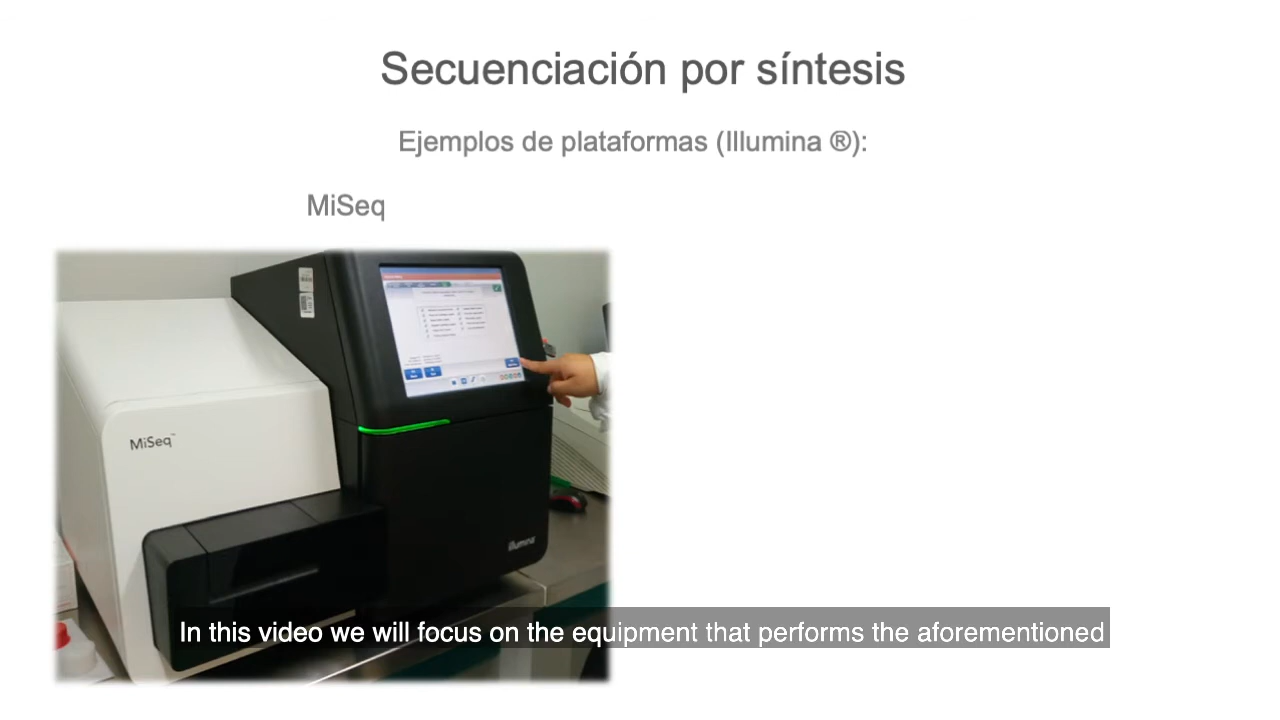 Secuenciación por síntesis
Ejemplos de plataformas (Illumina ®):
MiSeq
MiSeq™
illumina
In this video we will focus on the equipment that performs the aforementioned